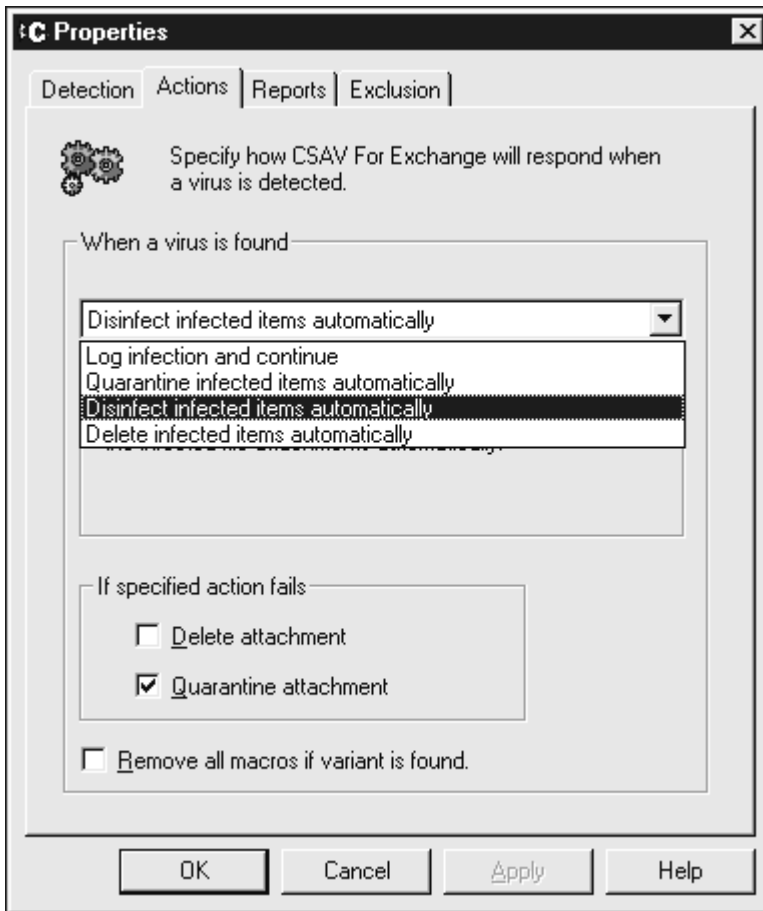 C Properties
Detection Actions Reports Exclusion
Specify how CSAV For Exchange will respond when
a virus is detected.
When a virus is found
Disinfect infected items automatically
Log infection and continue
Quarantine infected items automatically
Disinfect infected items automatically
Delete infected items automatically
If specified action fails
Delete attachment
Quarantine attachment
Remove all macros if variant is found.
OK Cancel Apply Help